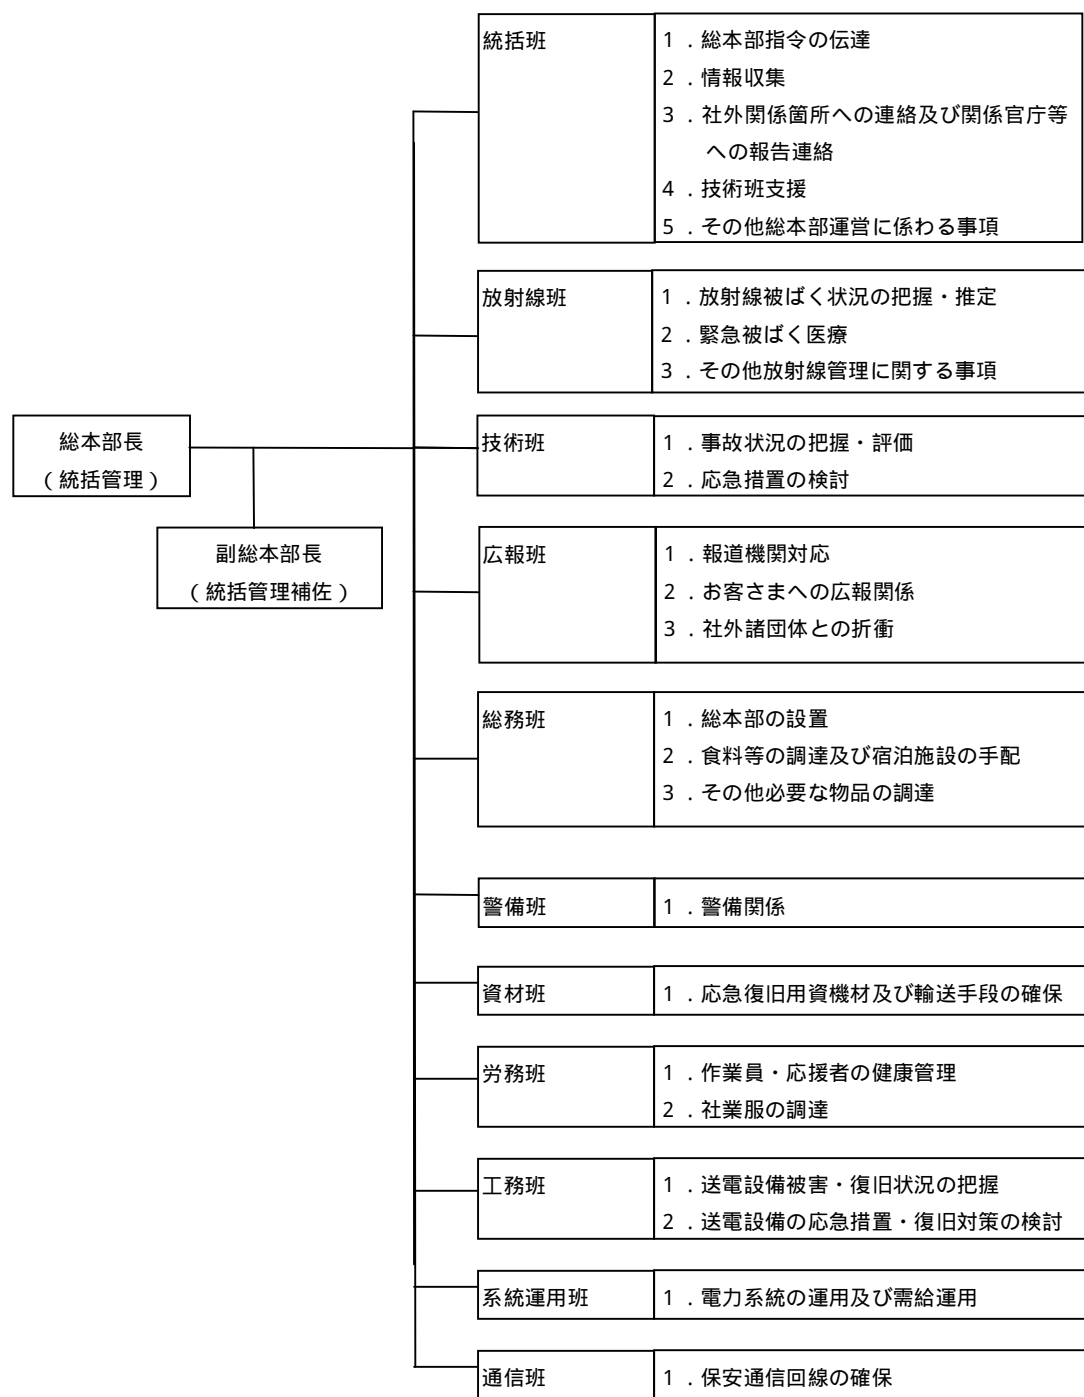 総本部長
（統括管理）
副総本部長
（統括管理補佐）
統括班
１．総本部指令の伝達
２．情報収集
３．社外関係箇所への連絡及び関係官庁等
への報告連絡
４．技術班支援
５．その他総本部運営に係わる事項
放射線班
１．放射線被ばく状況の把握・推定
２．緊急被ばく医療
３．その他放射線管理に関する事項
技術班
１．事故状況の把握・評価
２．応急措置の検討
広報班
１．報道機関対応
２．お客さまへの広報関係
３．社外諸団体との折衝
総務班
１．総本部の設置
２．食料等の調達及び宿泊施設の手配
３．その他必要な物品の調達
警備班
１．警備関係
資材班
１．応急復旧用資機材及び輸送手段の確保
労務班
１．作業員・応援者の健康管理
２．社業服の調達
工務班
１．送電設備被害・復旧状況の把握
２．送電設備の応急措置・復旧対策の検討
系統運用班
１．電力系統の運用及び需給運用
通信班
１．保安通信回線の確保